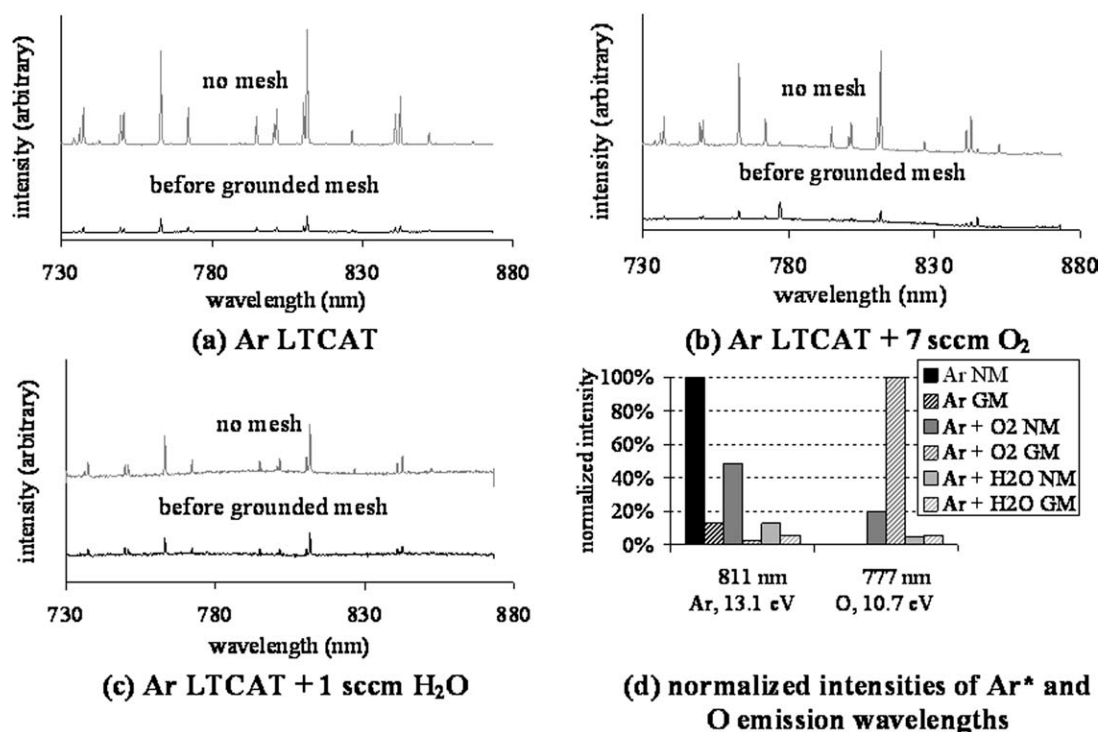 intensity (arbitrary)
no mesh
before grounded mesh
730 780 830 880
wavelength (nm)
(a) Ar LTCAT
intensity (arbitrary)
no mesh
before grounded mesh
730 780 830 880
wavelength (nm)
(b) Ar LTCAT + 7 sccm O₂
intensity (arbitrary)
no mesh
before grounded mesh
730 780 830 880
wavelength (nm)
(c) Ar LTCAT + 1 sccm H₂O
normalized intensity
100%
80%
60%
40%
20%
0%
Ar NM
Ar GM
Ar + O2 NM
Ar + O2 GM
Ar + H2O NM
Ar + H2O GM
811 nm 777 nm
Ar, 13.1 eV O, 10.7 eV
(d) normalized intensities of Ar* and
O emission wavelengths